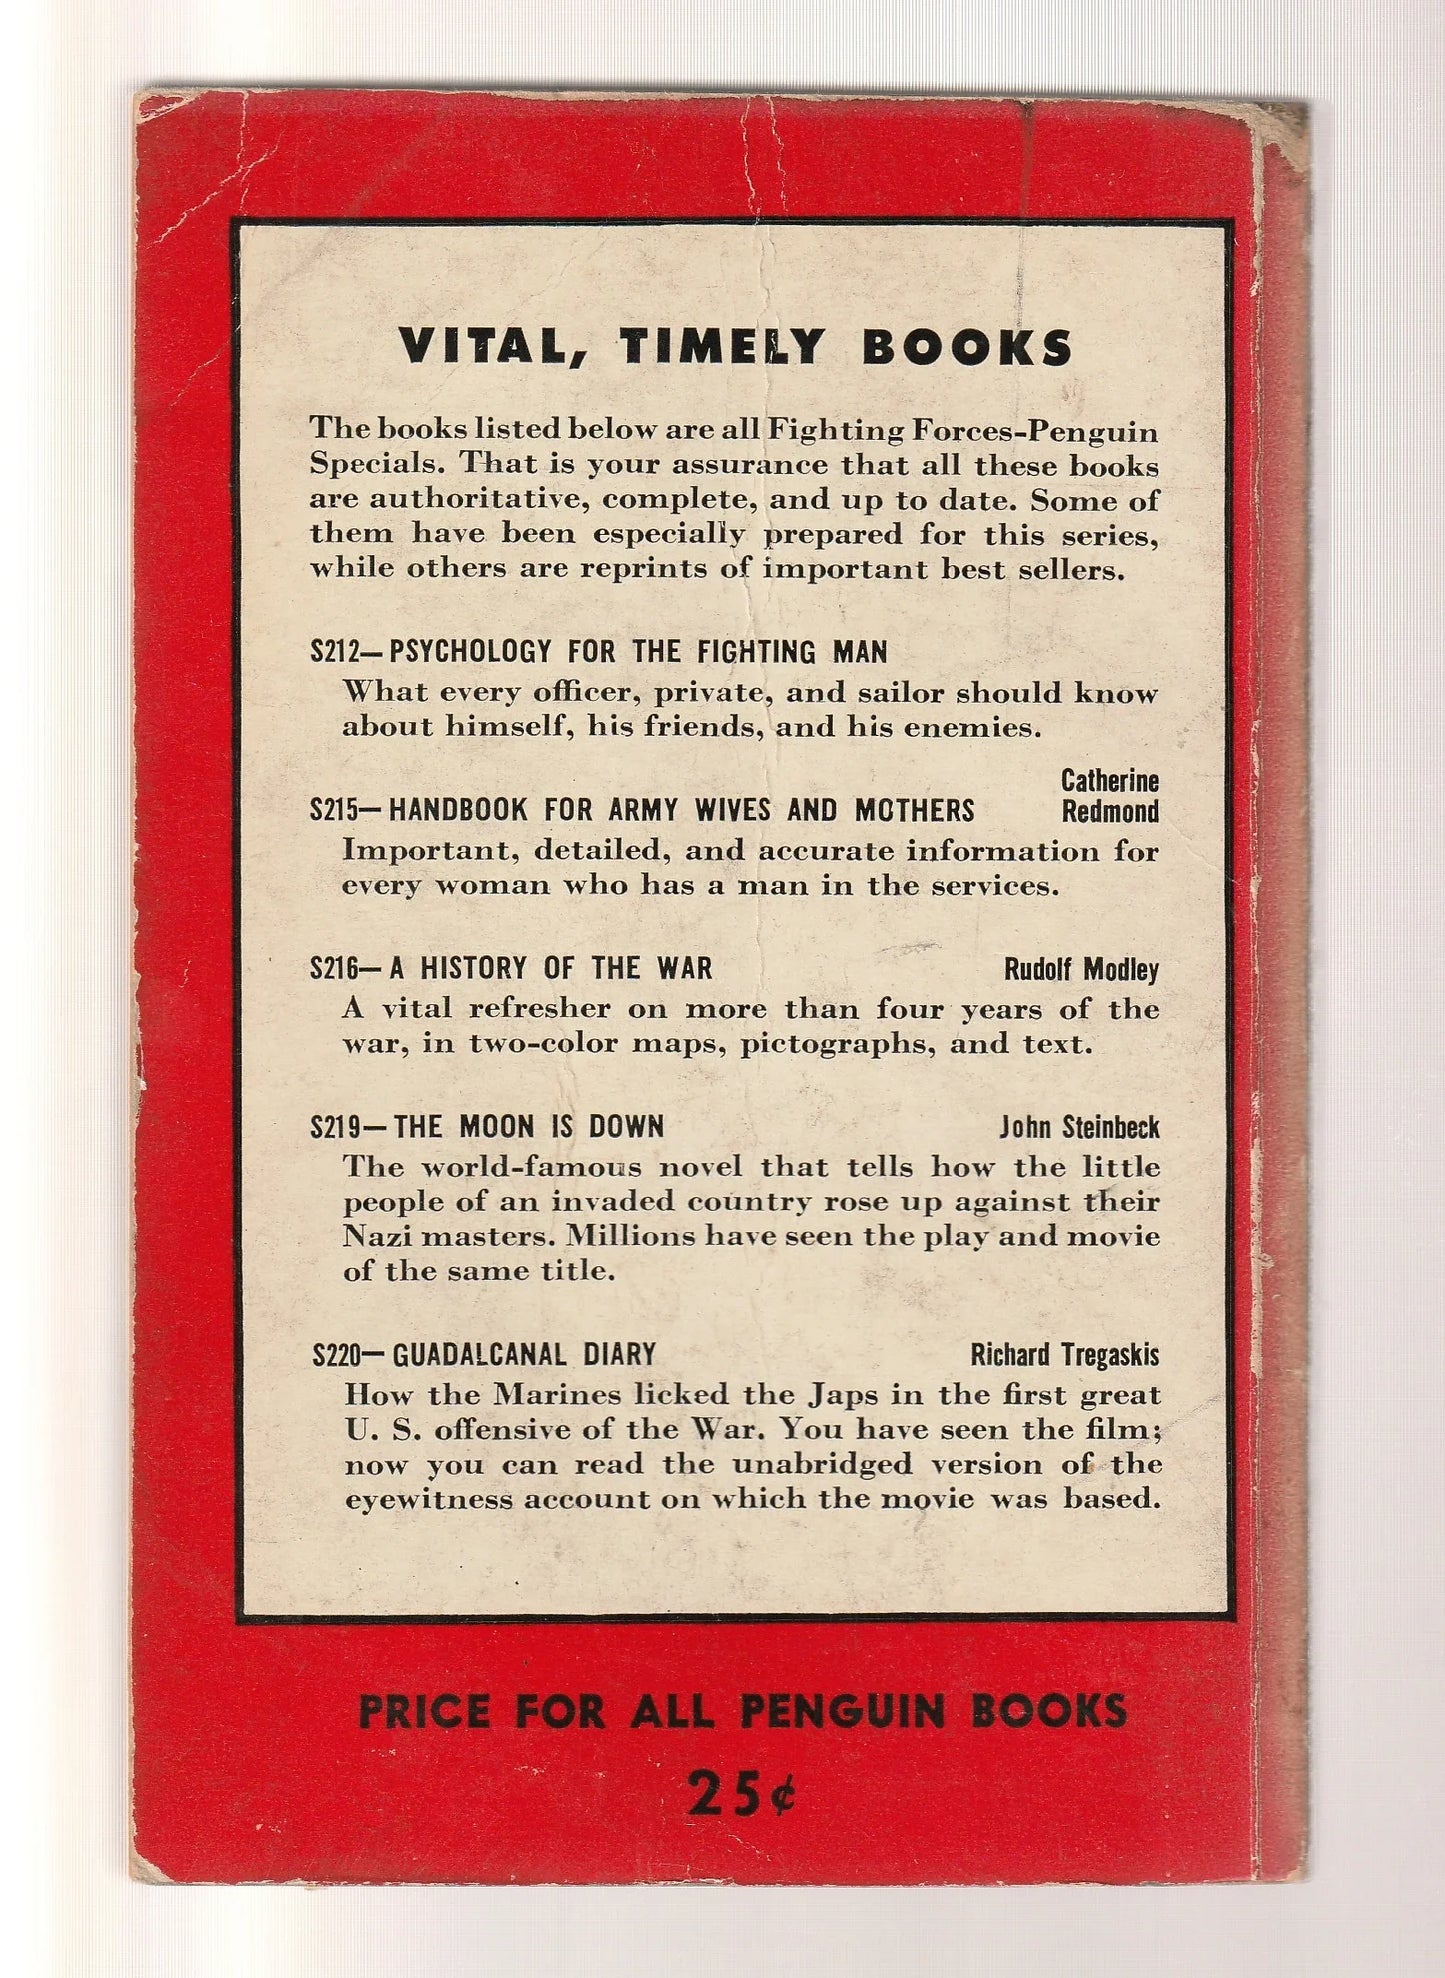 VITAL, TIMELY BOOKS
The books listed below are all Fighting Forces-Penguin
Specials. That is your assurance that all these books
are authoritative, complete, and up to date. Some of
them have been especially prepared for this series,
while others are reprints of important best sellers.
S212— PSYCHOLOGY FOR THE FIGHTING MAN
What every officer, private, and sailor should know
about himself, his friends, and his enemies.
Catherine
S215— HANDBOOK FOR ARMY WIVES AND MOTHERS Redmond
Important, detailed, and accurate information for
every woman who has a man in the services.
S216— A HISTORY OF THE WAR Rudolf Modley
A vital refresher on more than four years of the
war, in two-color maps, pictographs, and text.
S219— THE MOON IS DOWN John Steinbeck
The world-famous novel that tells how the little
people of an invaded country rose up against their
Nazi masters. Millions have seen the play and movie
of the same title.
S220— GUADALCANAL DIARY Richard Tregaskis
How the Marines licked the Japs in the first great
U. S. offensive of the War. You have seen the film;
now you can read the unabridged version of the
eyewitness account on which the movie was based.
PRICE FOR ALL PENGUIN BOOKS
25¢